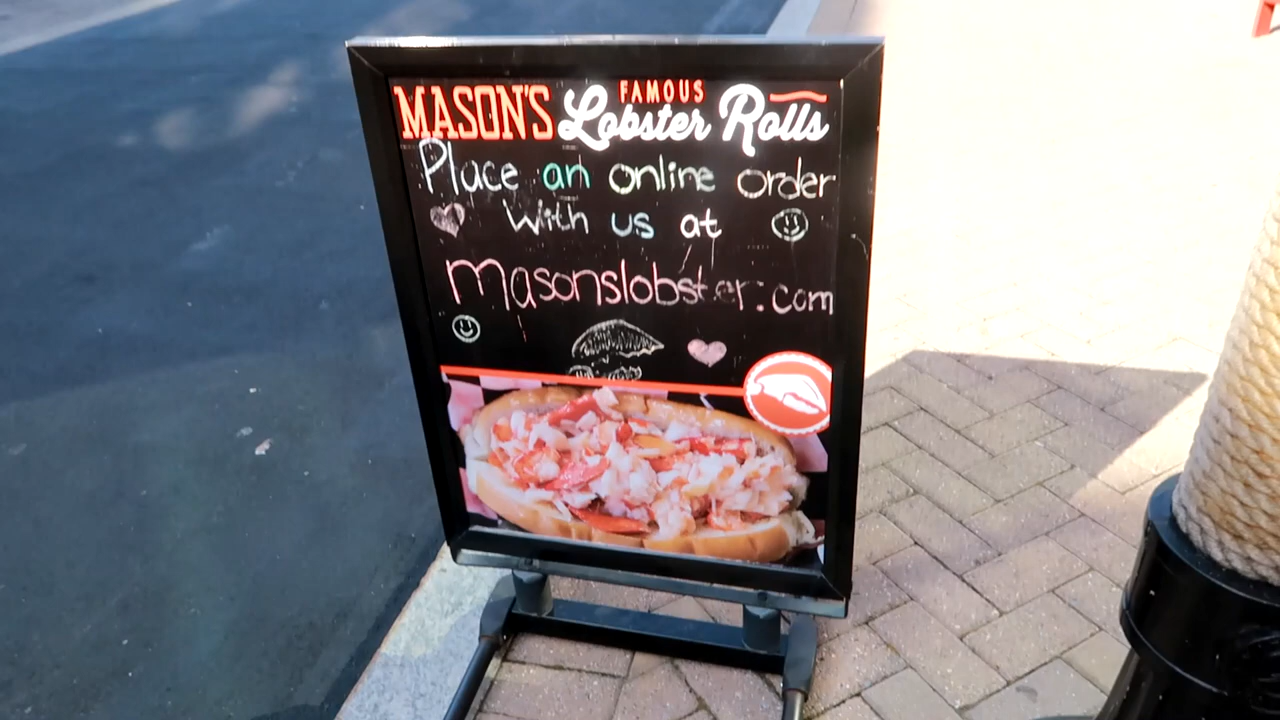 MASON'S FAMOUS Lobster Rolls
Place an online order
with us at
masonslobster.com